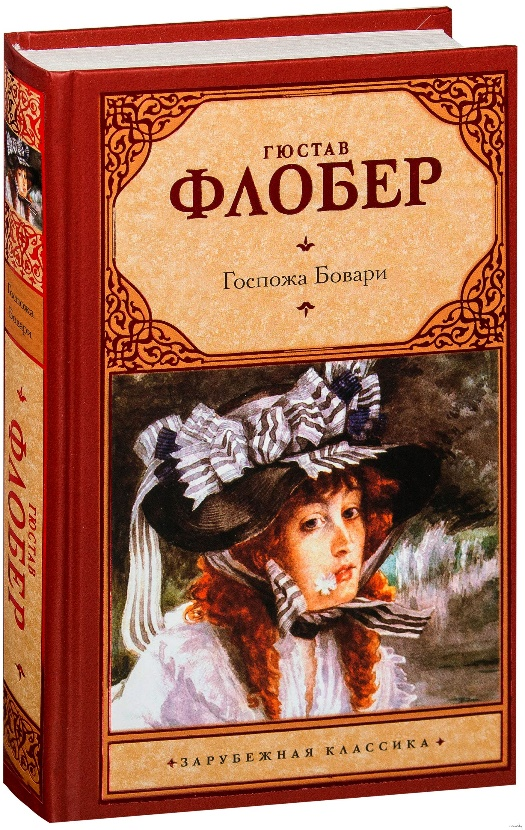 ГЮСТАВ
ФЛОБЕР
Госпожа Бовари
ЗАРУБЕЖНАЯ КЛАССИКА
Госпожа
Бовари
ГЮСТАВ
ФЛОБЕР